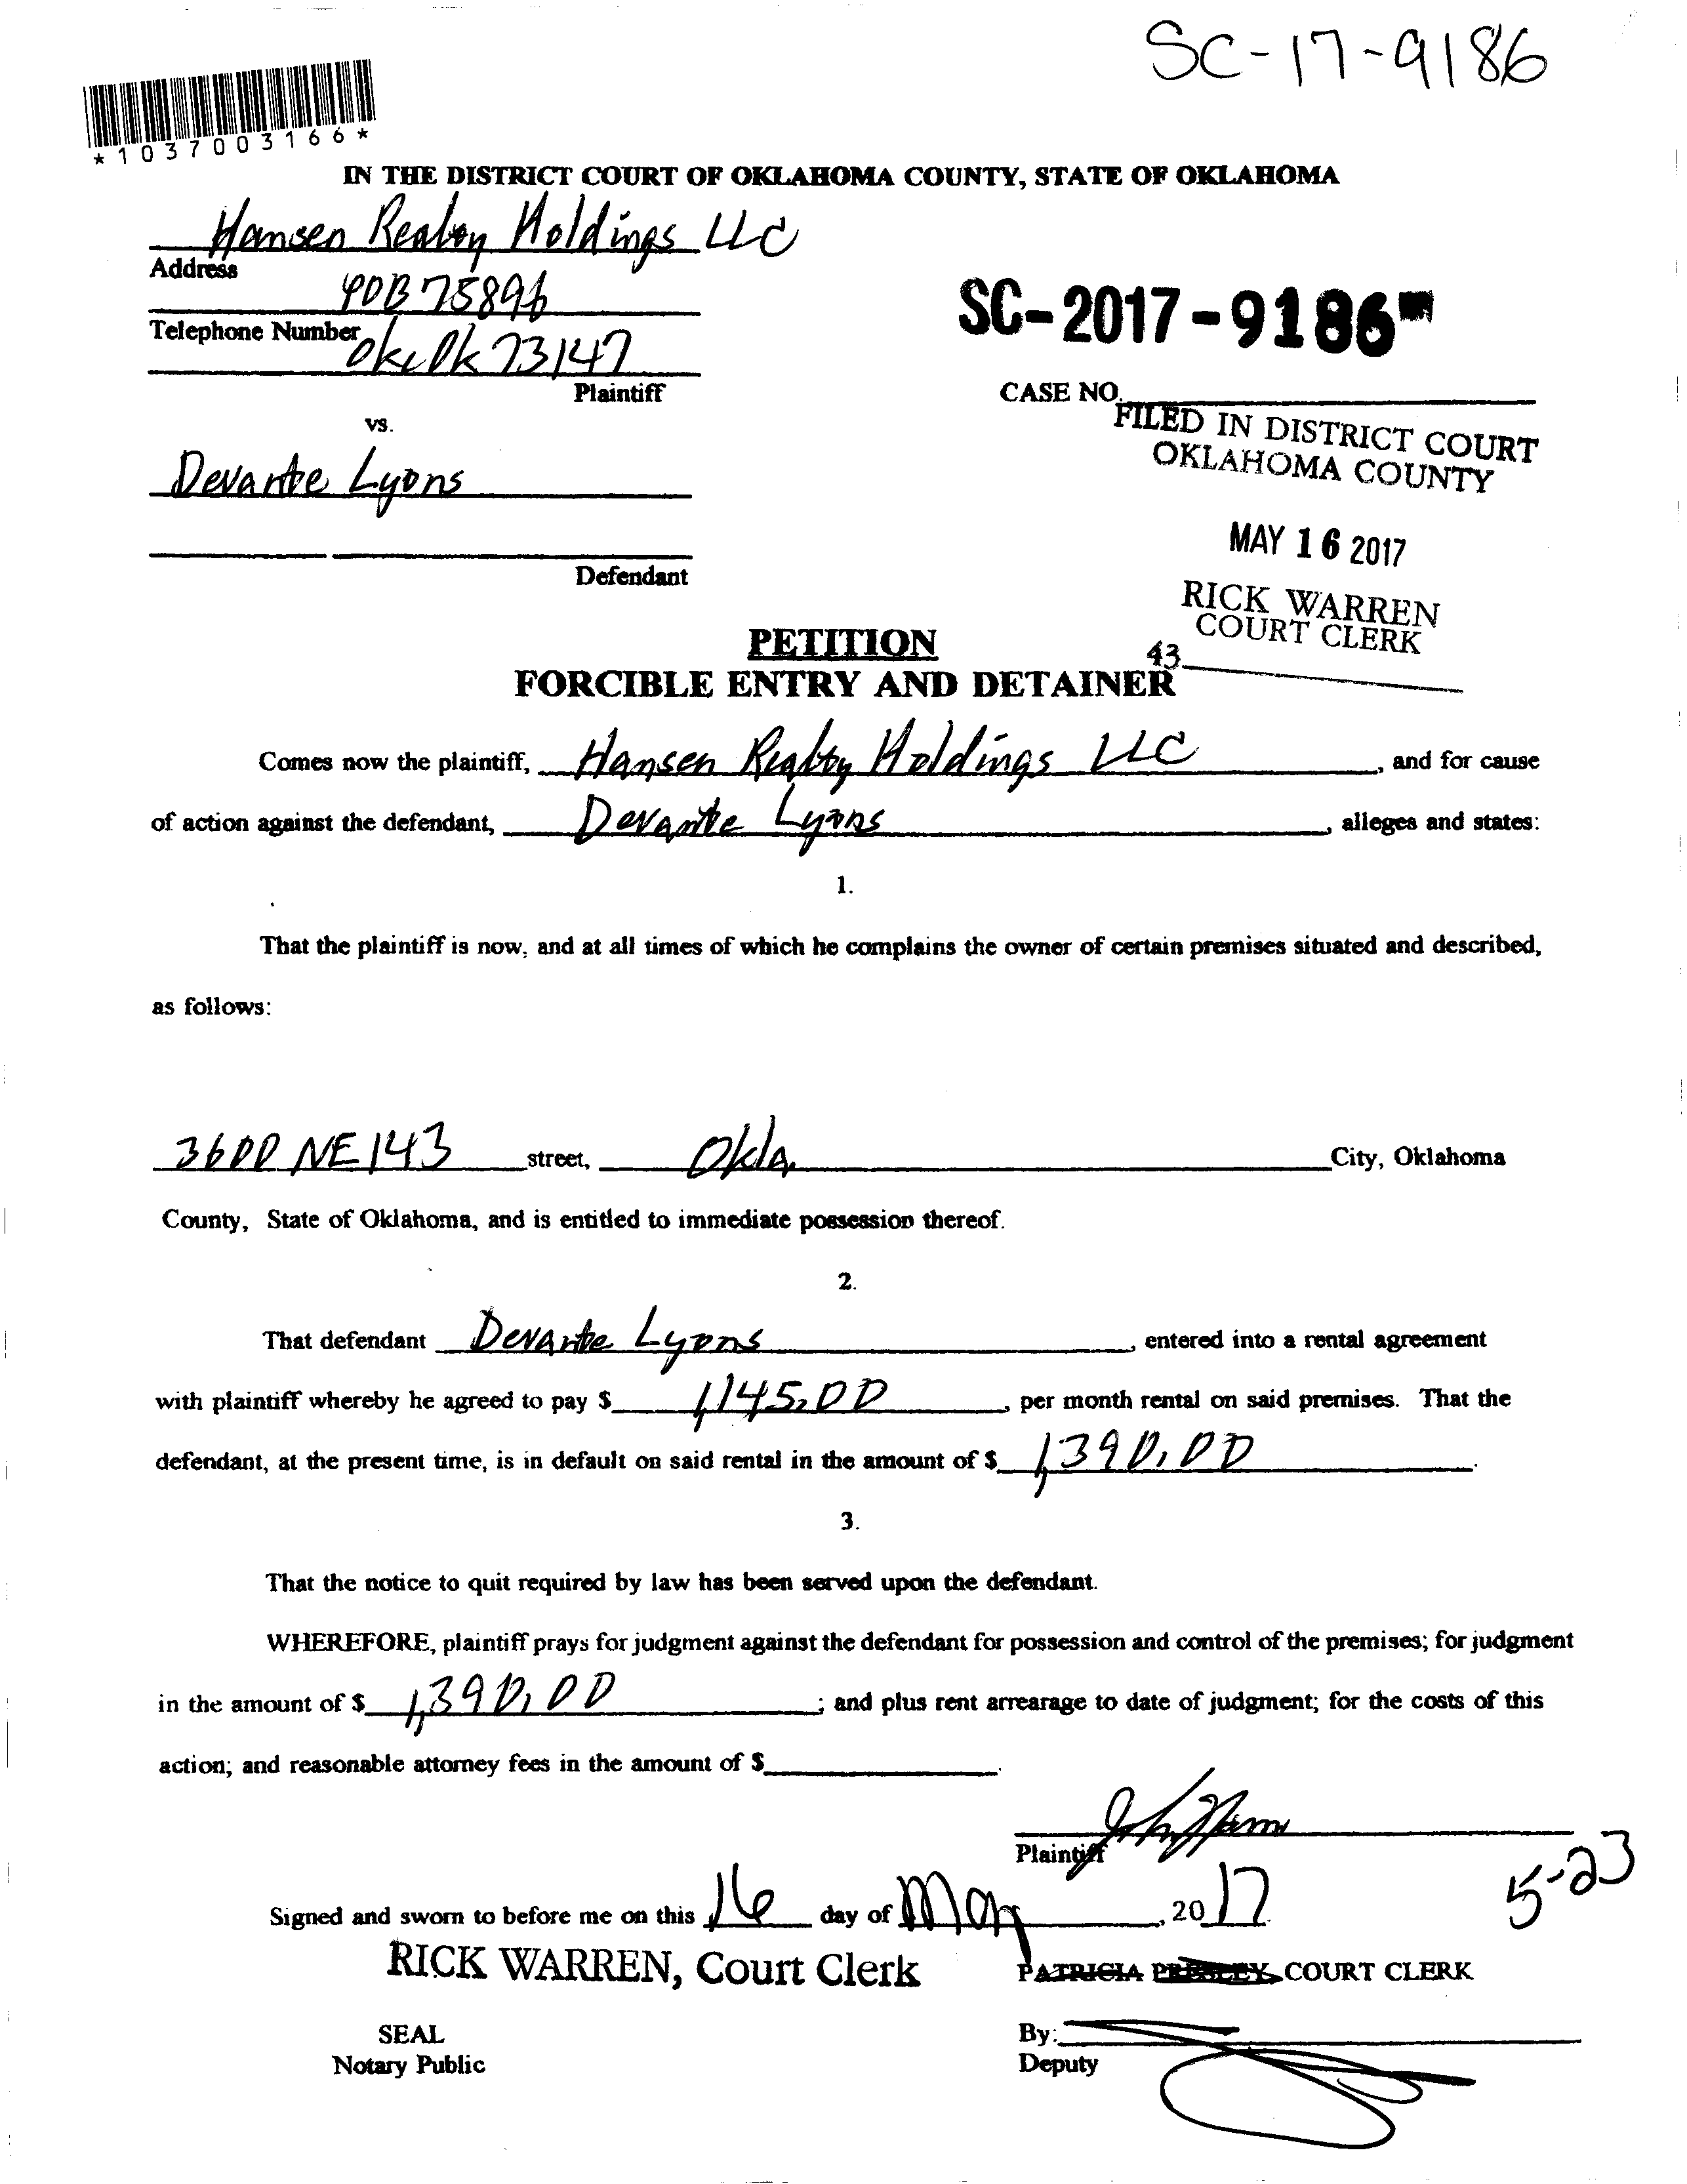 SC-17-9186
*1037003166*
IN THE DISTRICT COURT OF OKLAHOMA COUNTY, STATE OF OKLAHOMA
Hansen Realty Holdings LLC
Address
POB 75896
Telephone Number
Okc Ok 73147
Plaintiff
SC-2017-9186
CASE NO.
vs.
FILED IN DISTRICT COURT
OKLAHOMA COUNTY
Devante Lyons
MAY 16 2017
Defendant
RICK WARREN
COURT CLERK
43
PETITION
FORCIBLE ENTRY AND DETAINER
Comes now the plaintiff, Hansen Realty Holdings LLC, and for cause
of action against the defendant, Devante Lyons, alleges and states:
1.
That the plaintiff is now, and at all times of which he complains the owner of certain premises situated and described,
as follows:
3600 NE 143 street, Okla. City, Oklahoma
County, State of Oklahoma, and is entitled to immediate possession thereof.
2.
That defendant Devante Lyons, entered into a rental agreement
with plaintiff whereby he agreed to pay $ 1,145.00, per month rental on said premises. That the
defendant, at the present time, is in default on said rental in the amount of $ 1,390.00.
3.
That the notice to quit required by law has been served upon the defendant.
WHEREFORE, plaintiff prays for judgment against the defendant for possession and control of the premises; for judgment
in the amount of $ 1,390.00; and plus rent arrearage to date of judgment; for the costs of this
action; and reasonable attorney fees in the amount of $ .
Plaintiff
5-23
Signed and sworn to before me on this 16 day of May, 2017
RICK WARREN, Court Clerk
PATRICIA PRESLEY, COURT CLERK
SEAL
By:
Notary Public
Deputy